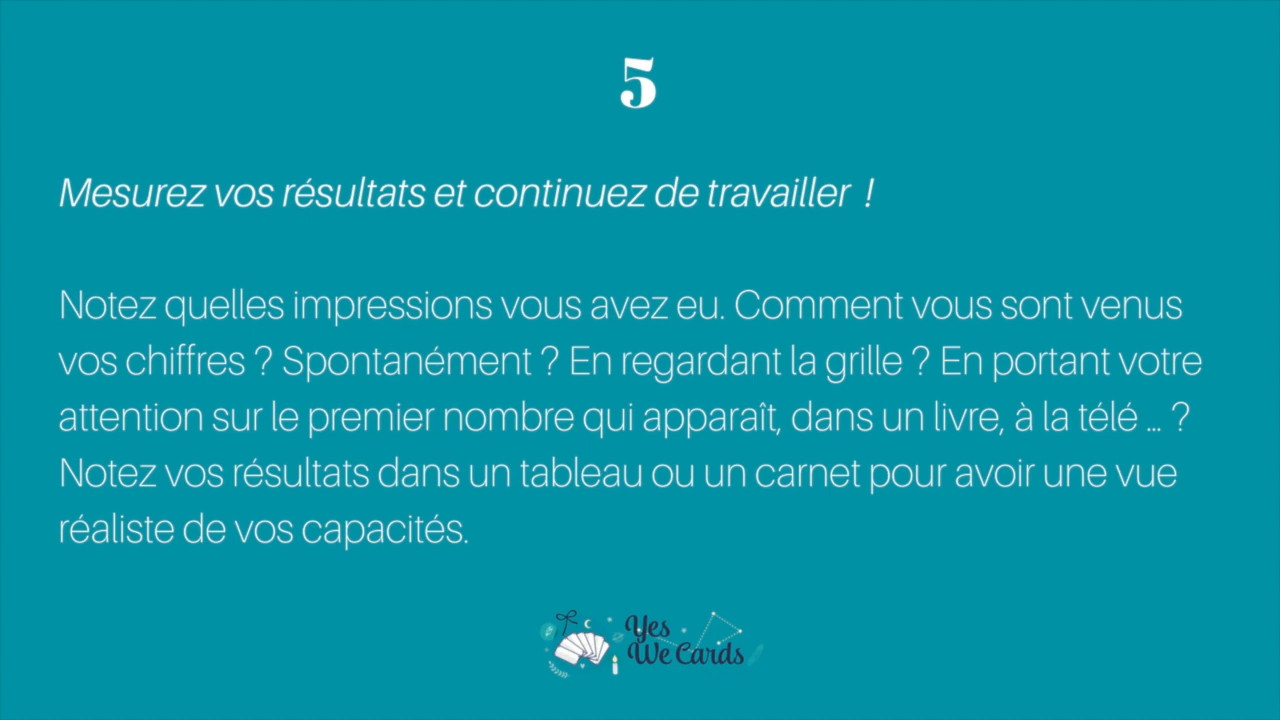 5
Mesurez vos résultats et continuez de travailler !
Notez quelles impressions vous avez eu. Comment vous sont venus
vos chiffres ? Spontanément ? En regardant la grille ? En portant votre
attention sur le premier nombre qui apparaît, dans un livre, à la télé ... ?
Notez vos résultats dans un tableau ou un carnet pour avoir une vue
réaliste de vos capacités.
Yes
We Cards